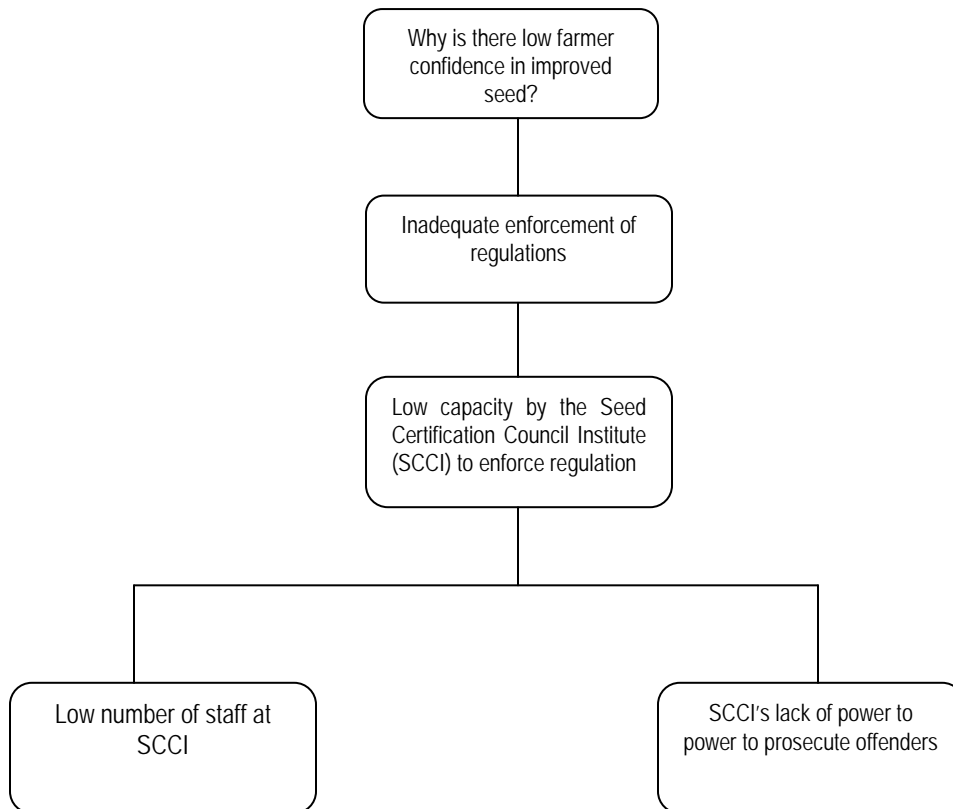 Why is there low farmer
confidence in improved
seed?
Inadequate enforcement of
regulations
Low capacity by the Seed
Certification Council Institute
(SCCI) to enforce regulation
Low number of staff at
SCCI
SCCI's lack of power to
power to prosecute offenders